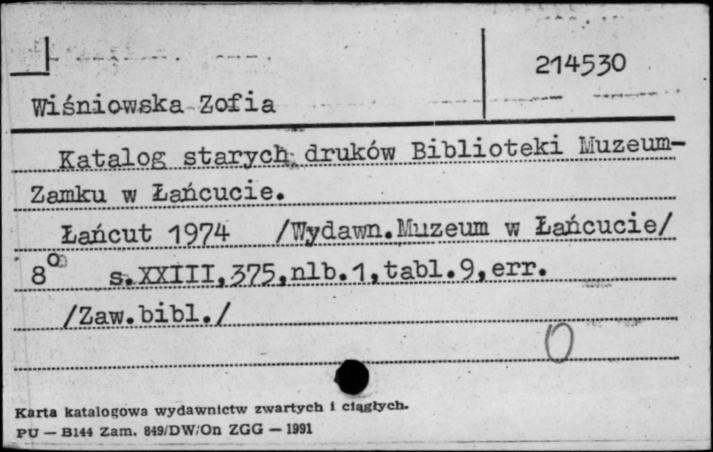 214530
Wiśniowska Zofia
Katalog starych druków Biblioteki Muzeum-
Zamku w Łańcucie.
Łańcut 1974 /Wydawn.Muzeum w Łańcucie/
8° s.XXIII,375,nlb.1,tabl.9,err.
/Zaw.bibl./
0
Karta katalogowa wydawnictw zwartych i ciągłych.
PU — B144 Zam. 849/DW/On ZGG — 1991